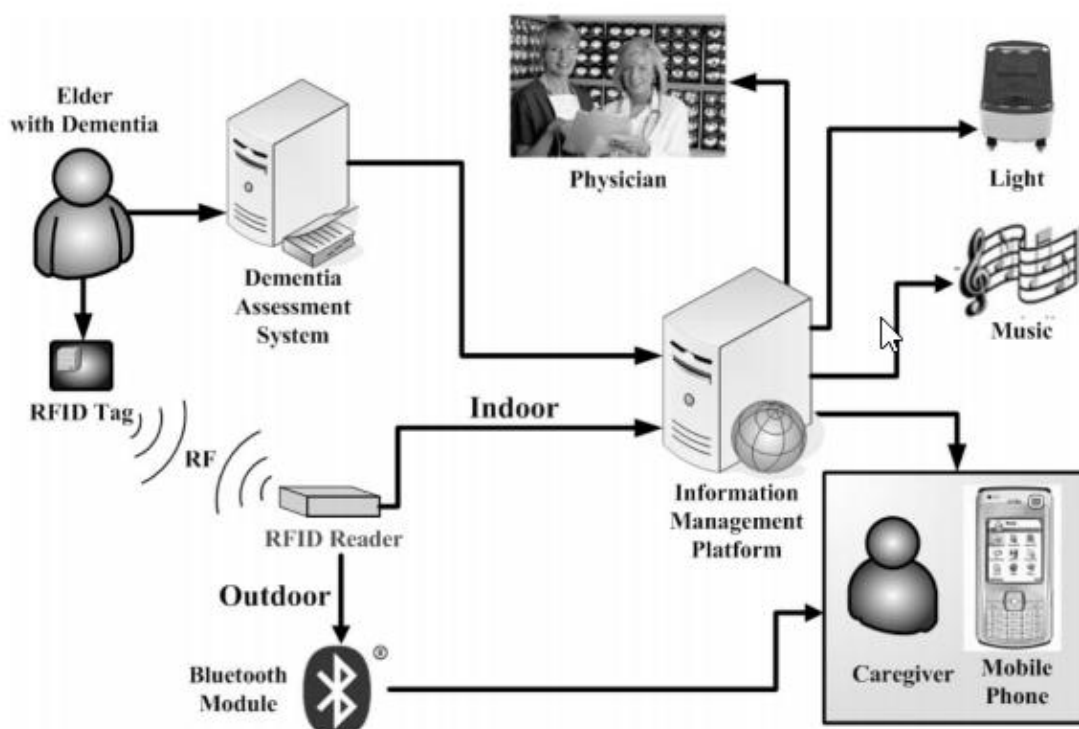 Elder
with Dementia
Dementia
Assessment
System
Physician
Light
Music
RFID Tag
RF
Indoor
RFID Reader
Information
Management
Platform
Outdoor
Bluetooth
Module
®
Caregiver
Mobile
Phone